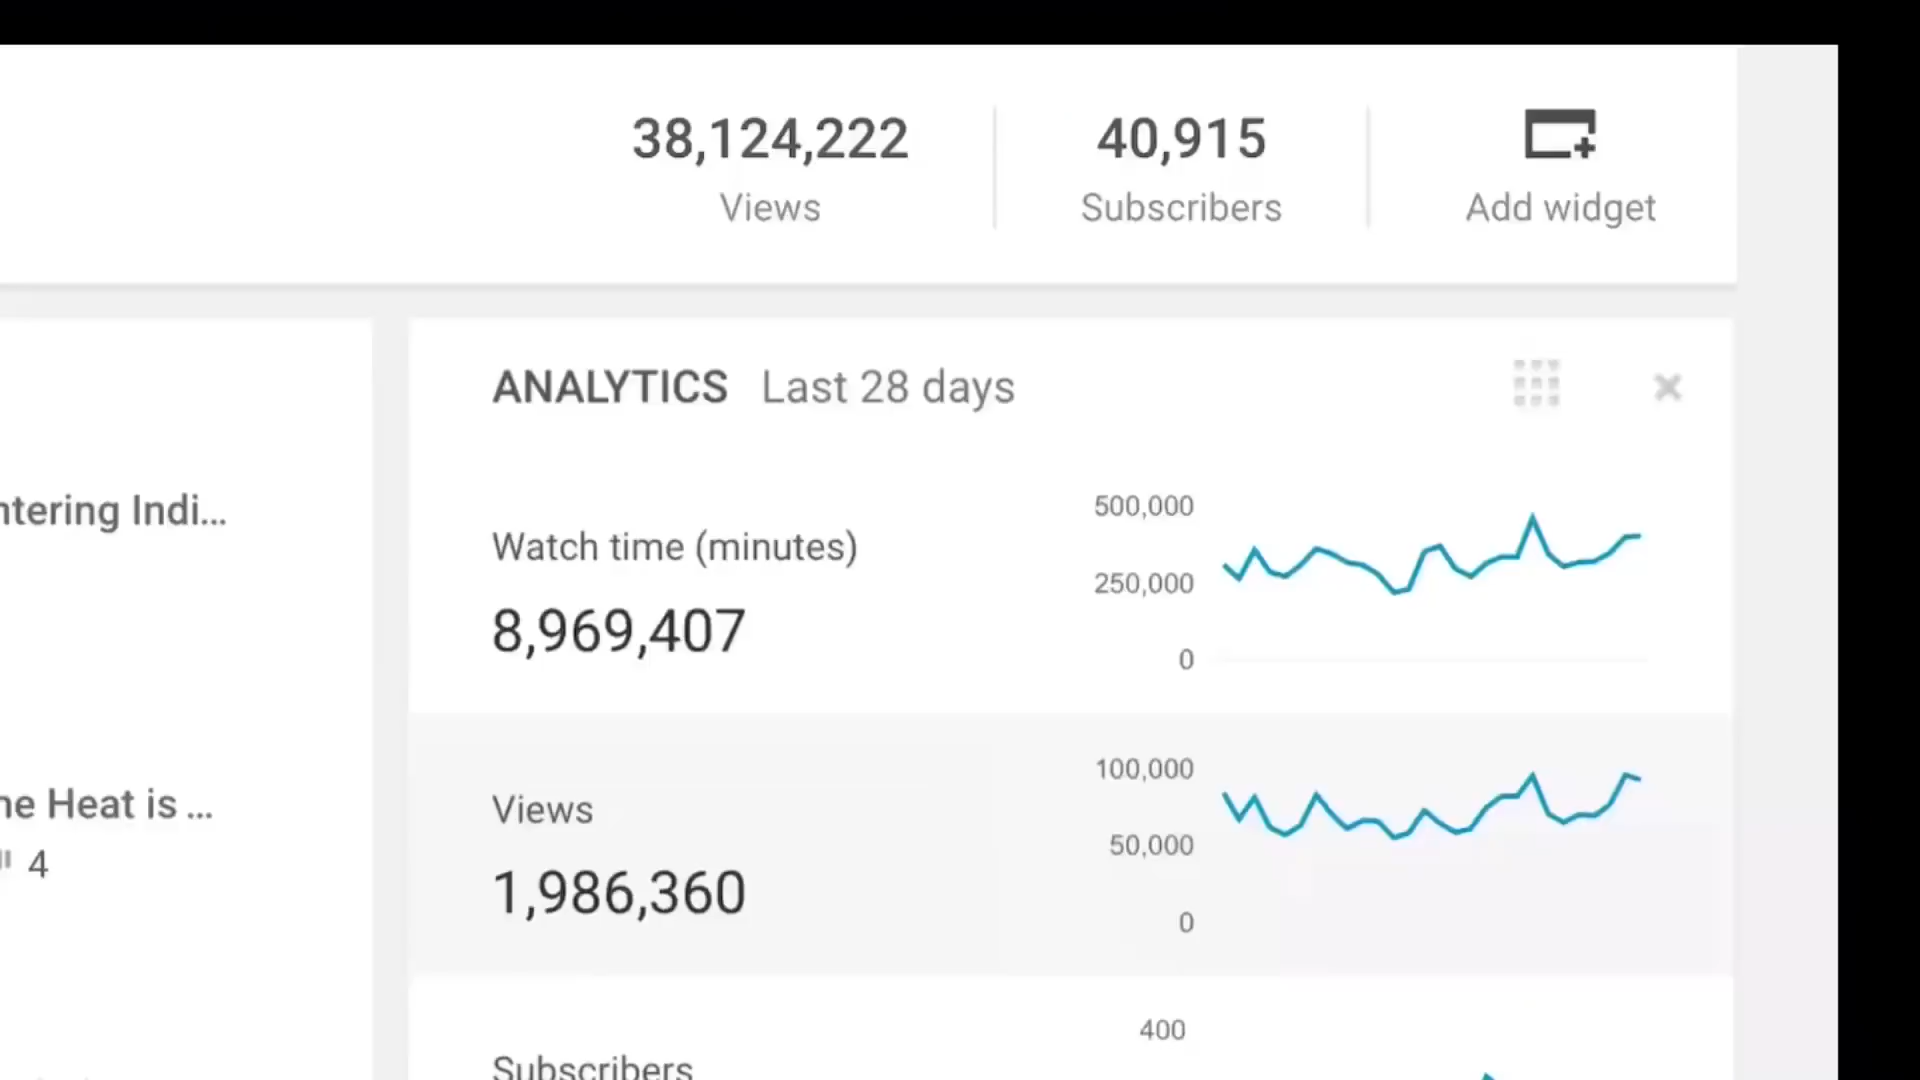 38,124,222
Views
40,915
Subscribers
Add widget
ntering Indi...
ne Heat is ...
4
ANALYTICS Last 28 days
Watch time (minutes)
8,969,407
500,000
250,000
0
Views
1,986,360
100,000
50,000
0
Subscribers
400